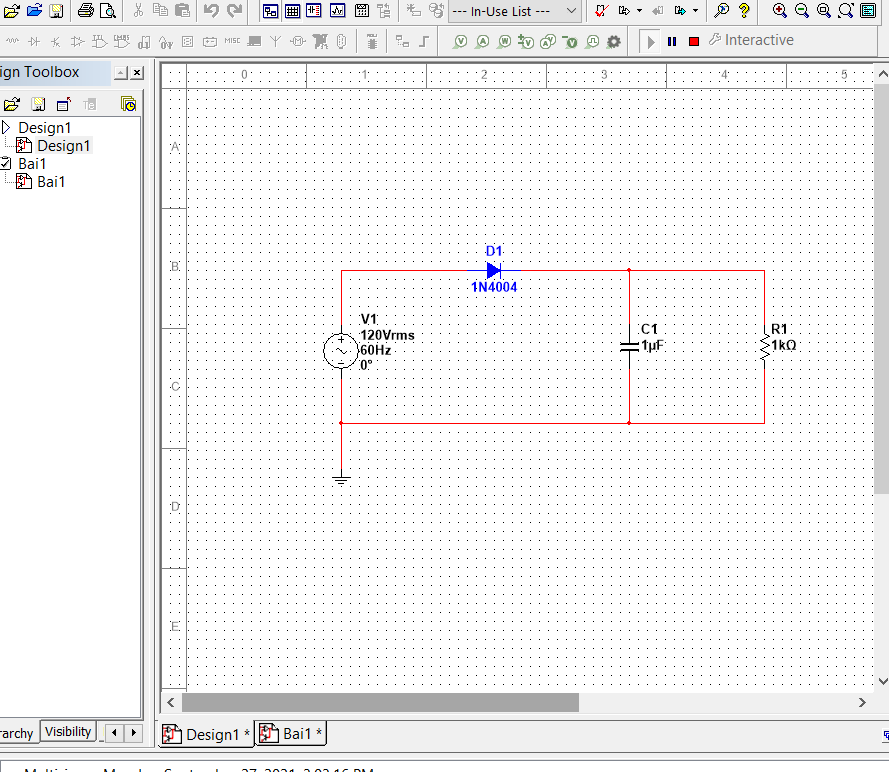 --- In-Use List ---
MISC
Interactive
ign Toolbox
Design1
Design1
Bai1
Bai1
0 1 2 3 4 5
A
B
C
D
E
D1
1N4004
V1
120Vrms
60Hz
0°
C1
1µF
R1
1kΩ
rarchy Visibility
Design1 * Bai1 *